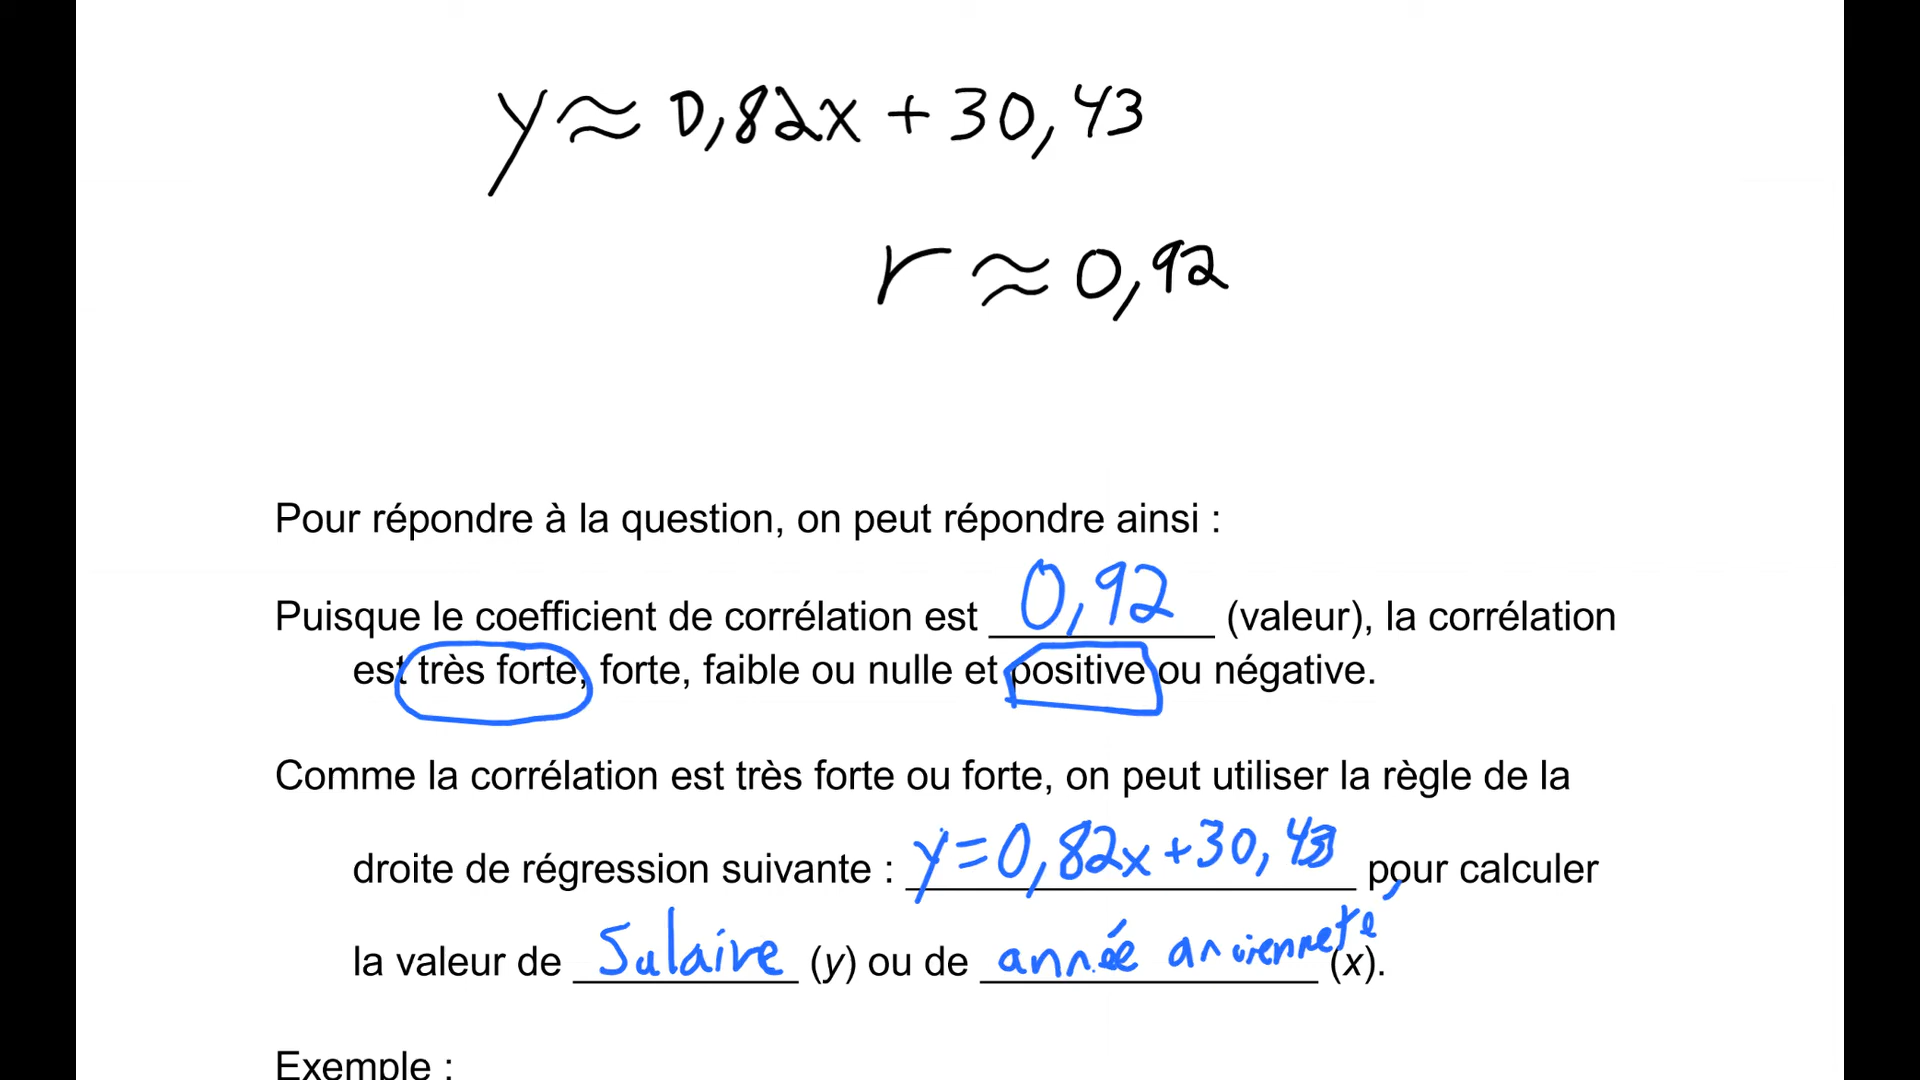 y ≈ 0,82x + 30,43
r ≈ 0,92
Pour répondre à la question, on peut répondre ainsi :
Puisque le coefficient de corrélation est 0,92 (valeur), la corrélation
est très forte, forte, faible ou nulle et positive ou négative.
Comme la corrélation est très forte ou forte, on peut utiliser la règle de la
droite de régression suivante : y=0,82x+30,43 pour calculer
la valeur de Salaire (y) ou de année ancienneté (x).
Exemple :